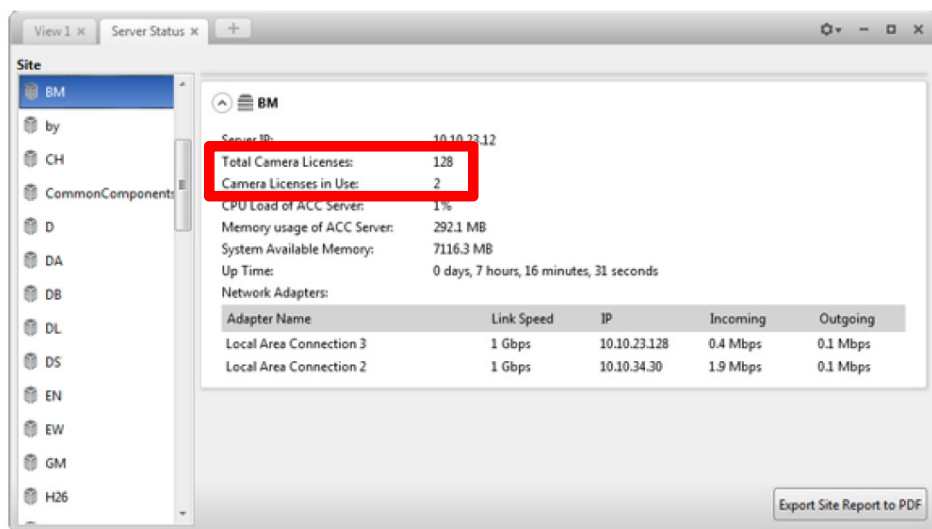 View 1 ×
Server Status ×
Site
BM
by
CH
CommonComponents
D
DA
DB
DL
DS
EN
EW
GM
H26
BM
Server IP: 10.10.23.12
Total Camera Licenses: 128
Camera Licenses in Use: 2
CPU Load of ACC Server: 1%
Memory usage of ACC Server: 292.1 MB
System Available Memory: 7116.3 MB
Up Time: 0 days, 7 hours, 16 minutes, 31 seconds
Network Adapters:
Adapter Name Link Speed IP Incoming Outgoing
Local Area Connection 3 1 Gbps 10.10.23.128 0.4 Mbps 0.1 Mbps
Local Area Connection 2 1 Gbps 10.10.34.30 1.9 Mbps 0.1 Mbps
Export Site Report to PDF